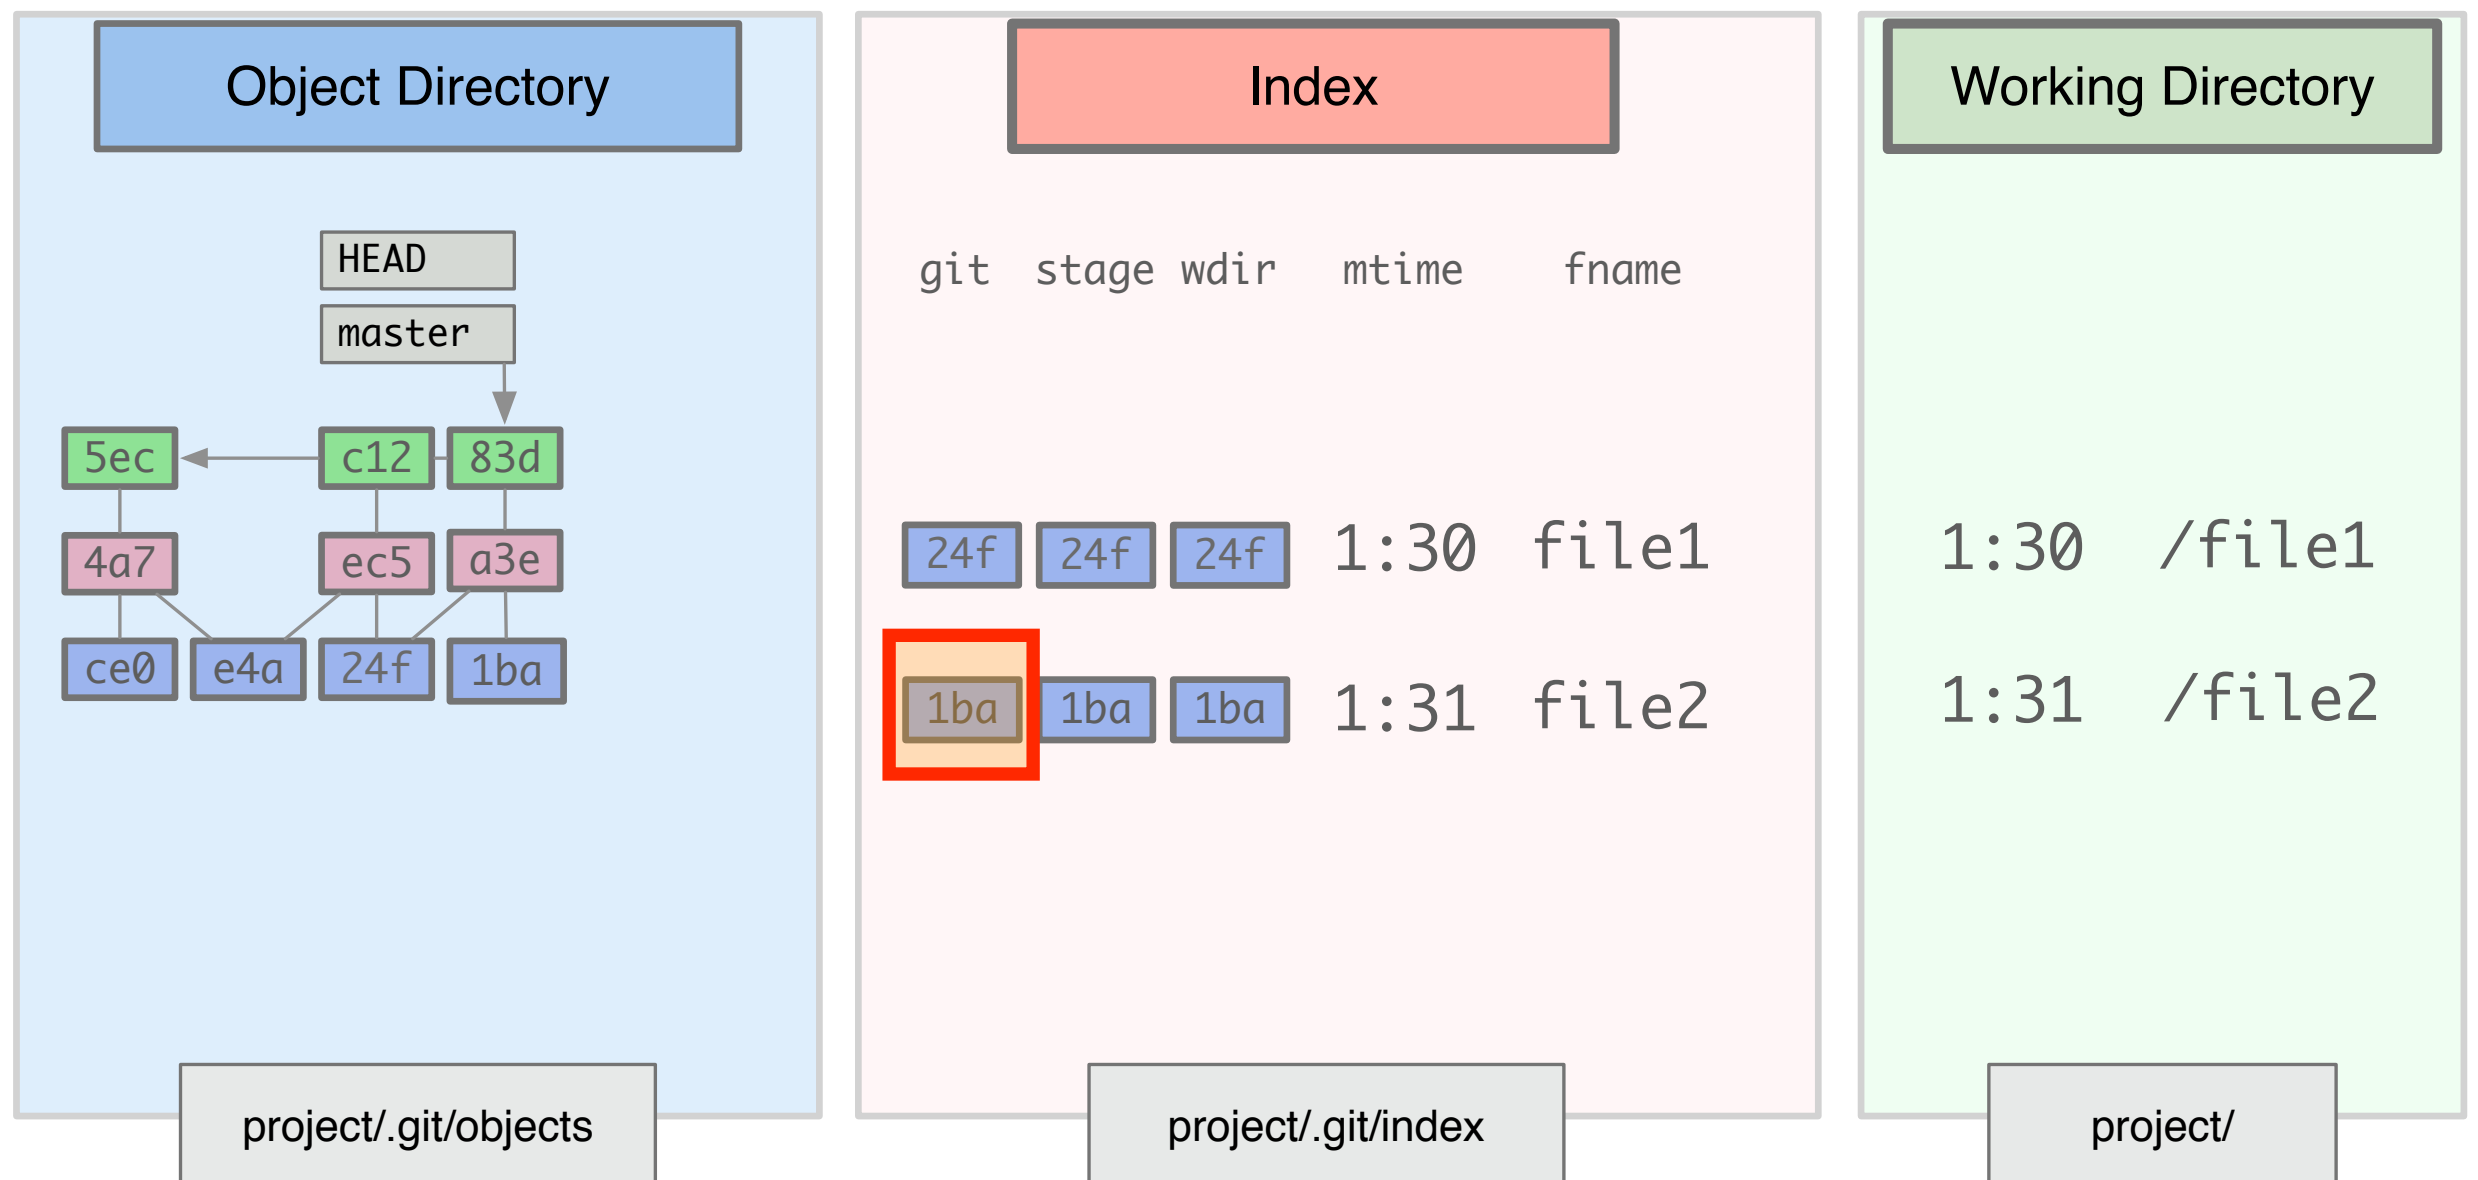 Object Directory
HEAD
master
5ec c12 83d
4a7 ec5 a3e
ce0 e4a 24f 1ba
project/.git/objects
Index
git stage wdir mtime fname
24f 24f 24f 1:30 file1
1ba 1ba 1ba 1:31 file2
project/.git/index
Working Directory
1:30 /file1
1:31 /file2
project/